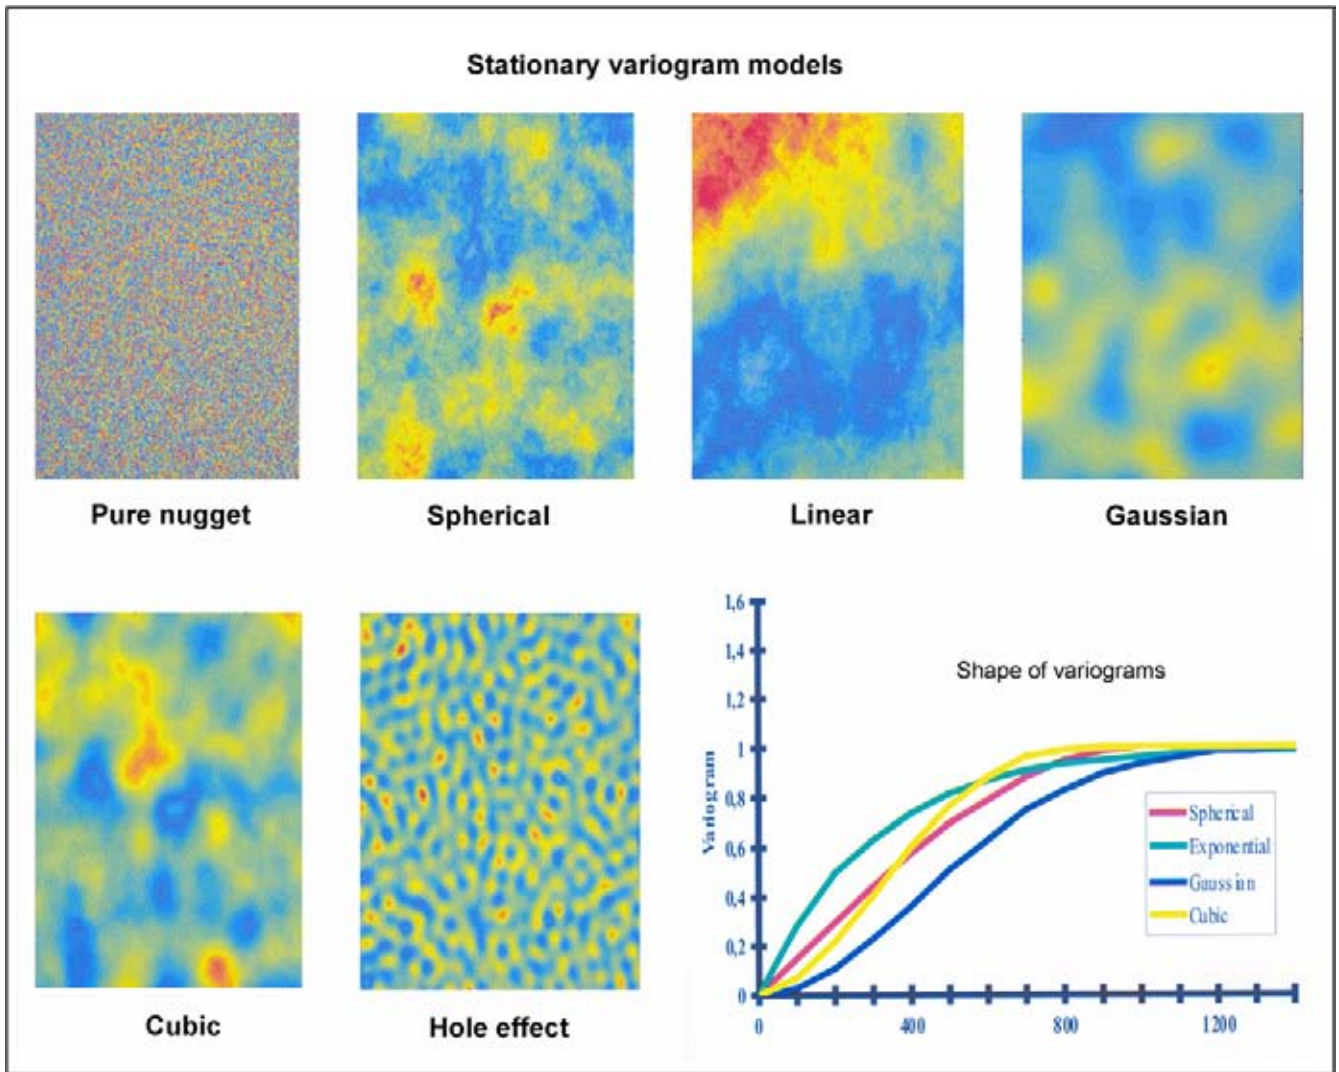 Stationary variogram models
Pure nugget
Spherical
Linear
Gaussian
Cubic
Hole effect
Shape of variograms
Variogram
1,6
1,4
1,2
1
0,8
0,6
0,4
0,2
0
0
400
800
1200
Spherical
Exponential
Gaussian
Cubic